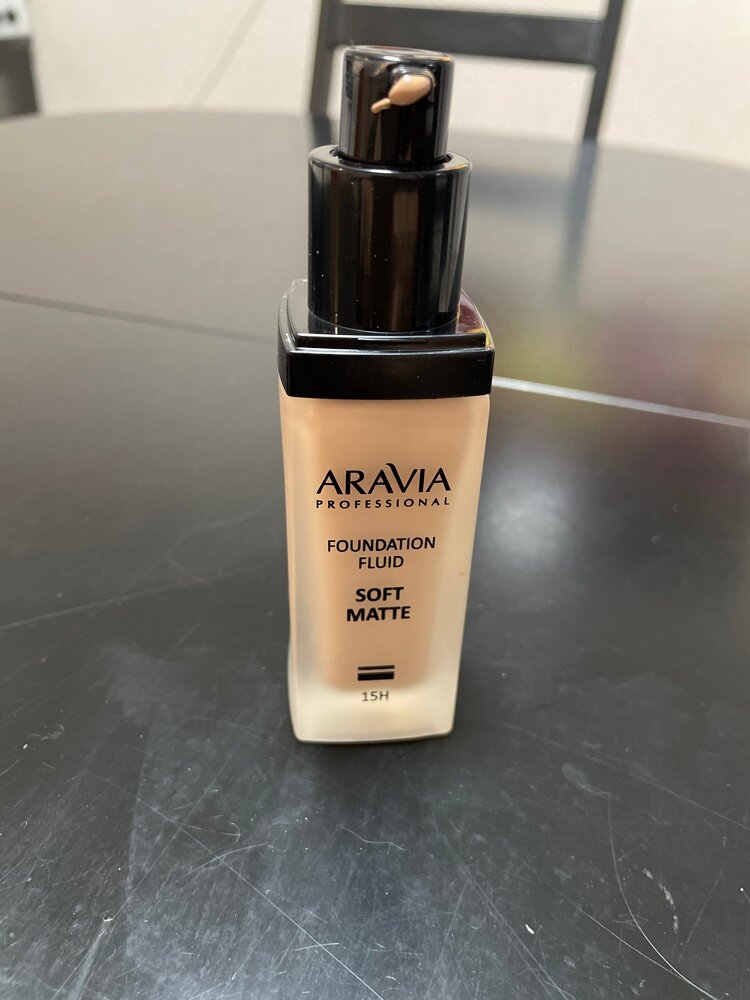 ARAVIA
PROFESSIONAL
FOUNDATION
FLUID
SOFT
MATTE
15H